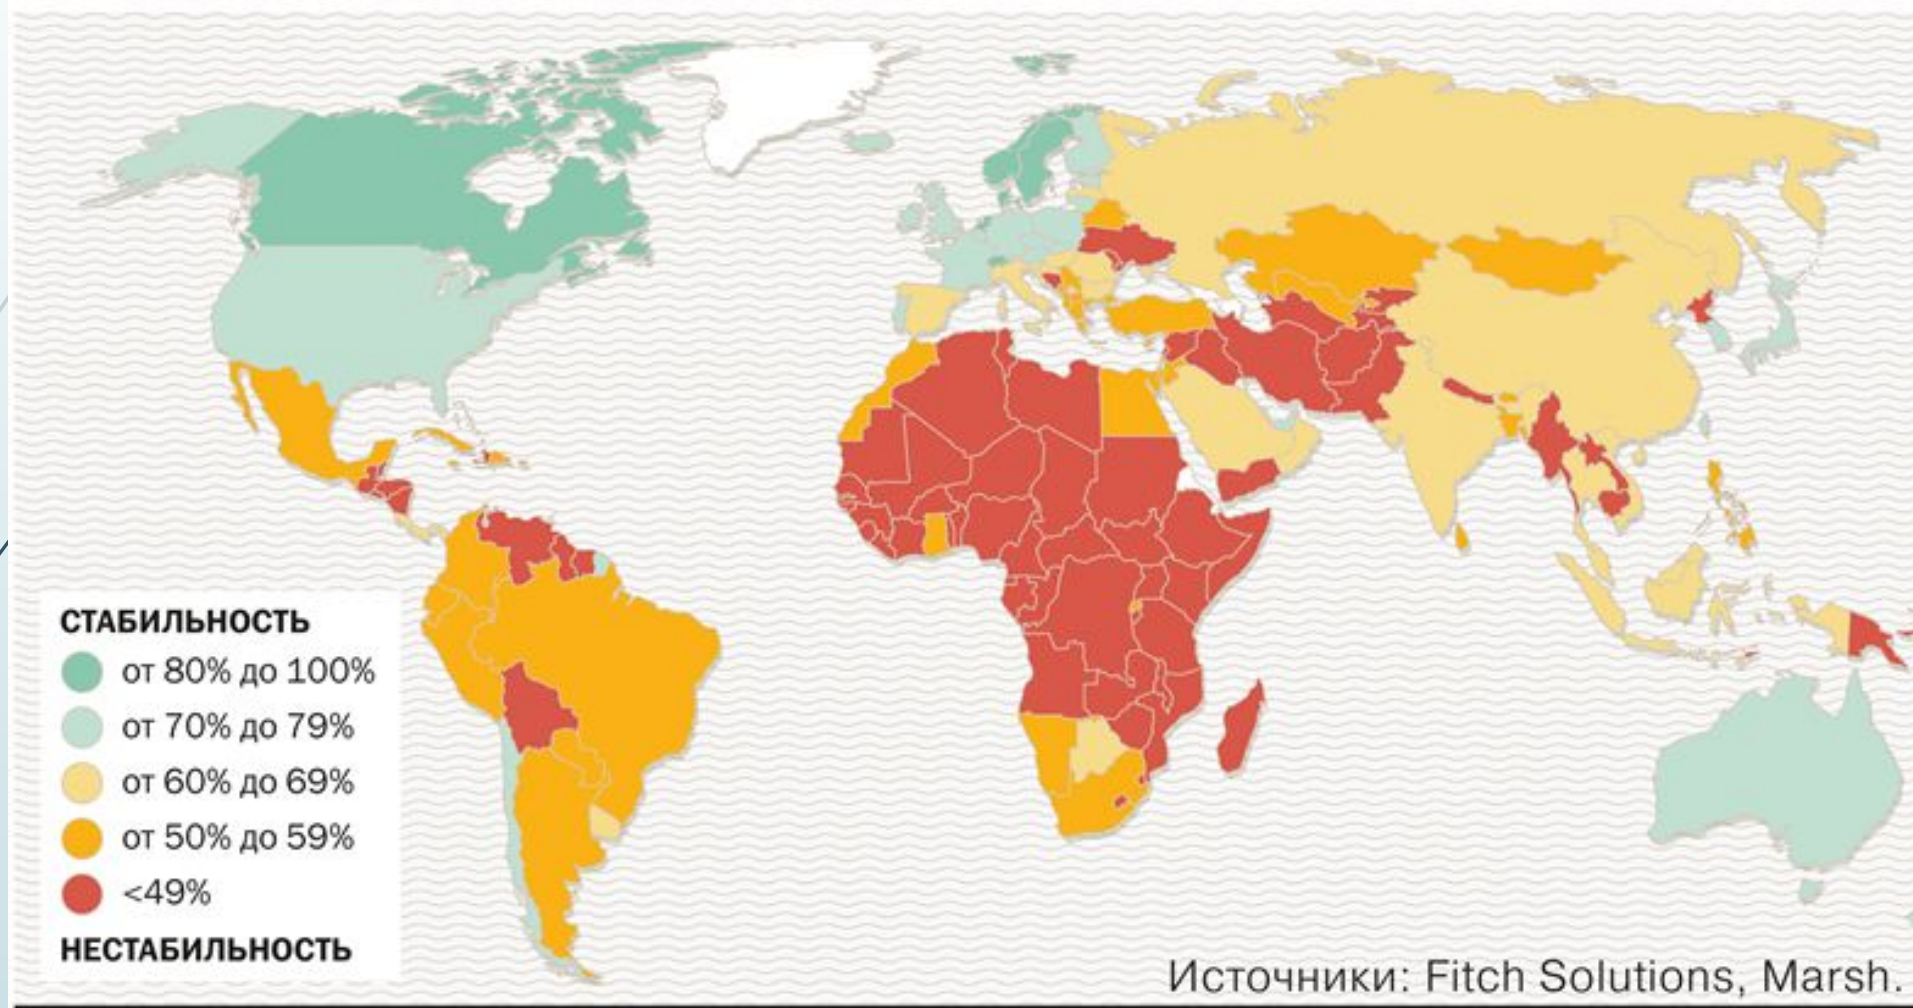 СТАБИЛЬНОСТЬ
от 80% до 100%
от 70% до 79%
от 60% до 69%
от 50% до 59%
<49%
НЕСТАБИЛЬНОСТЬ
Источники: Fitch Solutions, Marsh.